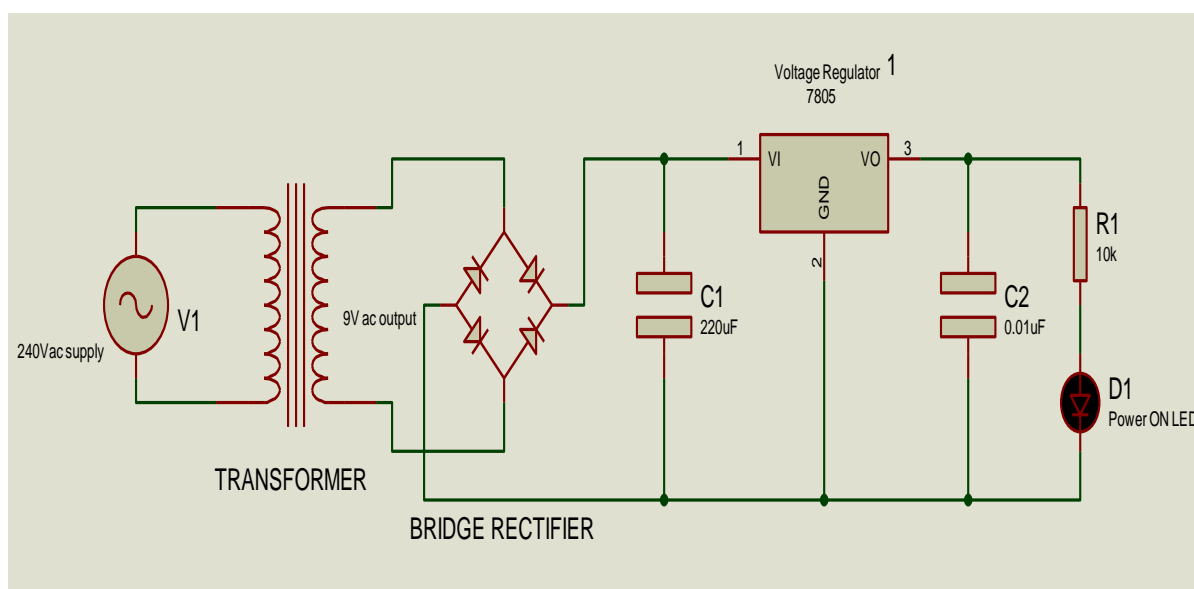 Voltage Regulator 1
7805
1
VI
VO
3
GND
2
R1
10k
C1
220uF
C2
0.01uF
V1
240Vac supply
9V ac output
D1
Power ON LED
TRANSFORMER
BRIDGE RECTIFIER